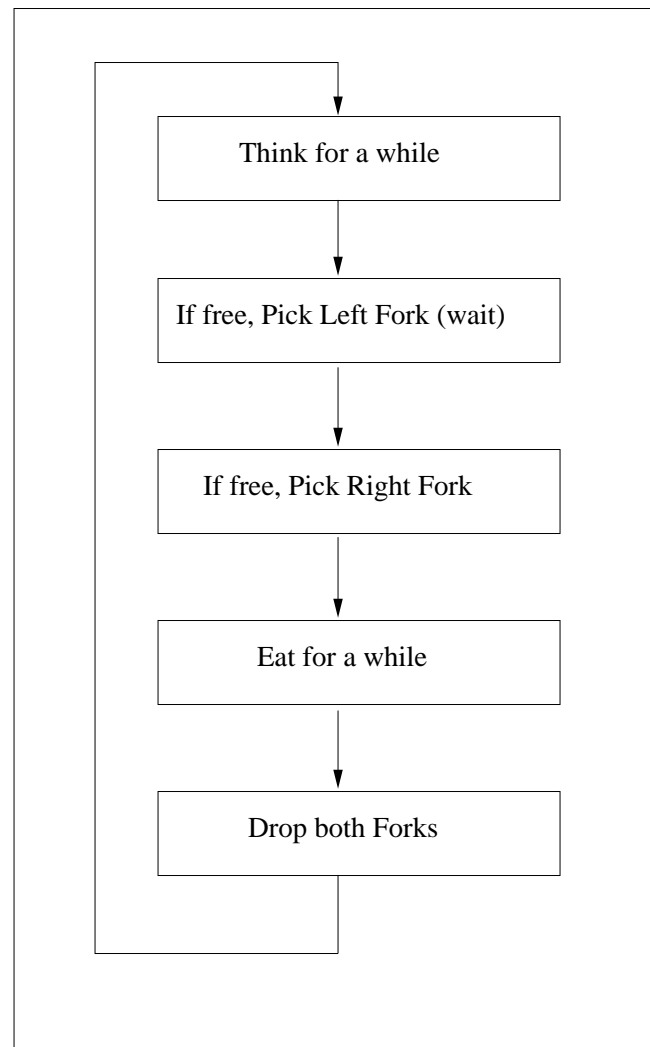 Think for a while
If free, Pick Left Fork (wait)
If free, Pick Right Fork
Eat for a while
Drop both Forks